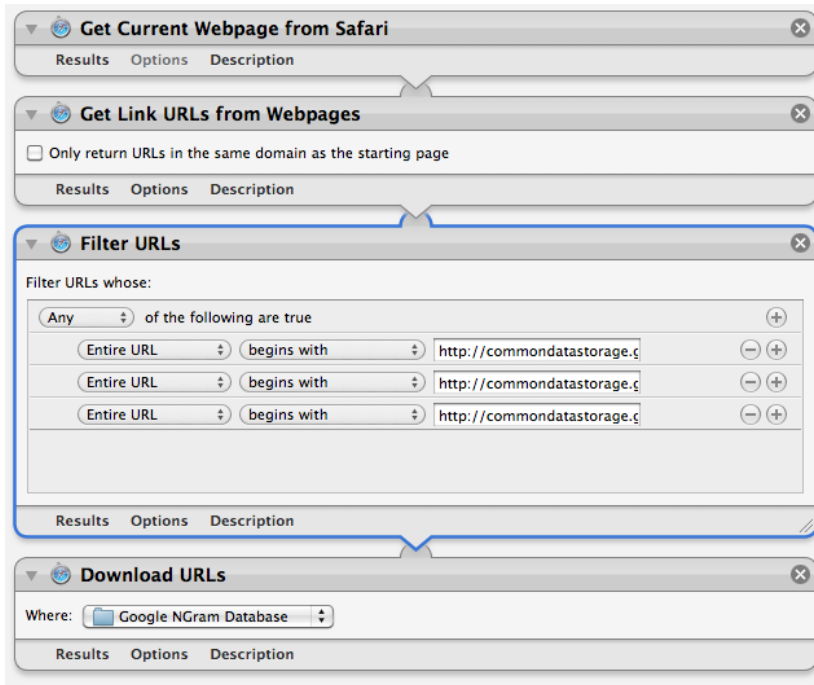 Get Current Webpage from Safari
Results Options Description
Get Link URLs from Webpages
Only return URLs in the same domain as the starting page
Results Options Description
Filter URLs
Filter URLs whose:
Any of the following are true
Entire URL begins with http://commondatastorage.g
Entire URL begins with http://commondatastorage.g
Entire URL begins with http://commondatastorage.g
Results Options Description
Download URLs
Where: Google NGram Database
Results Options Description